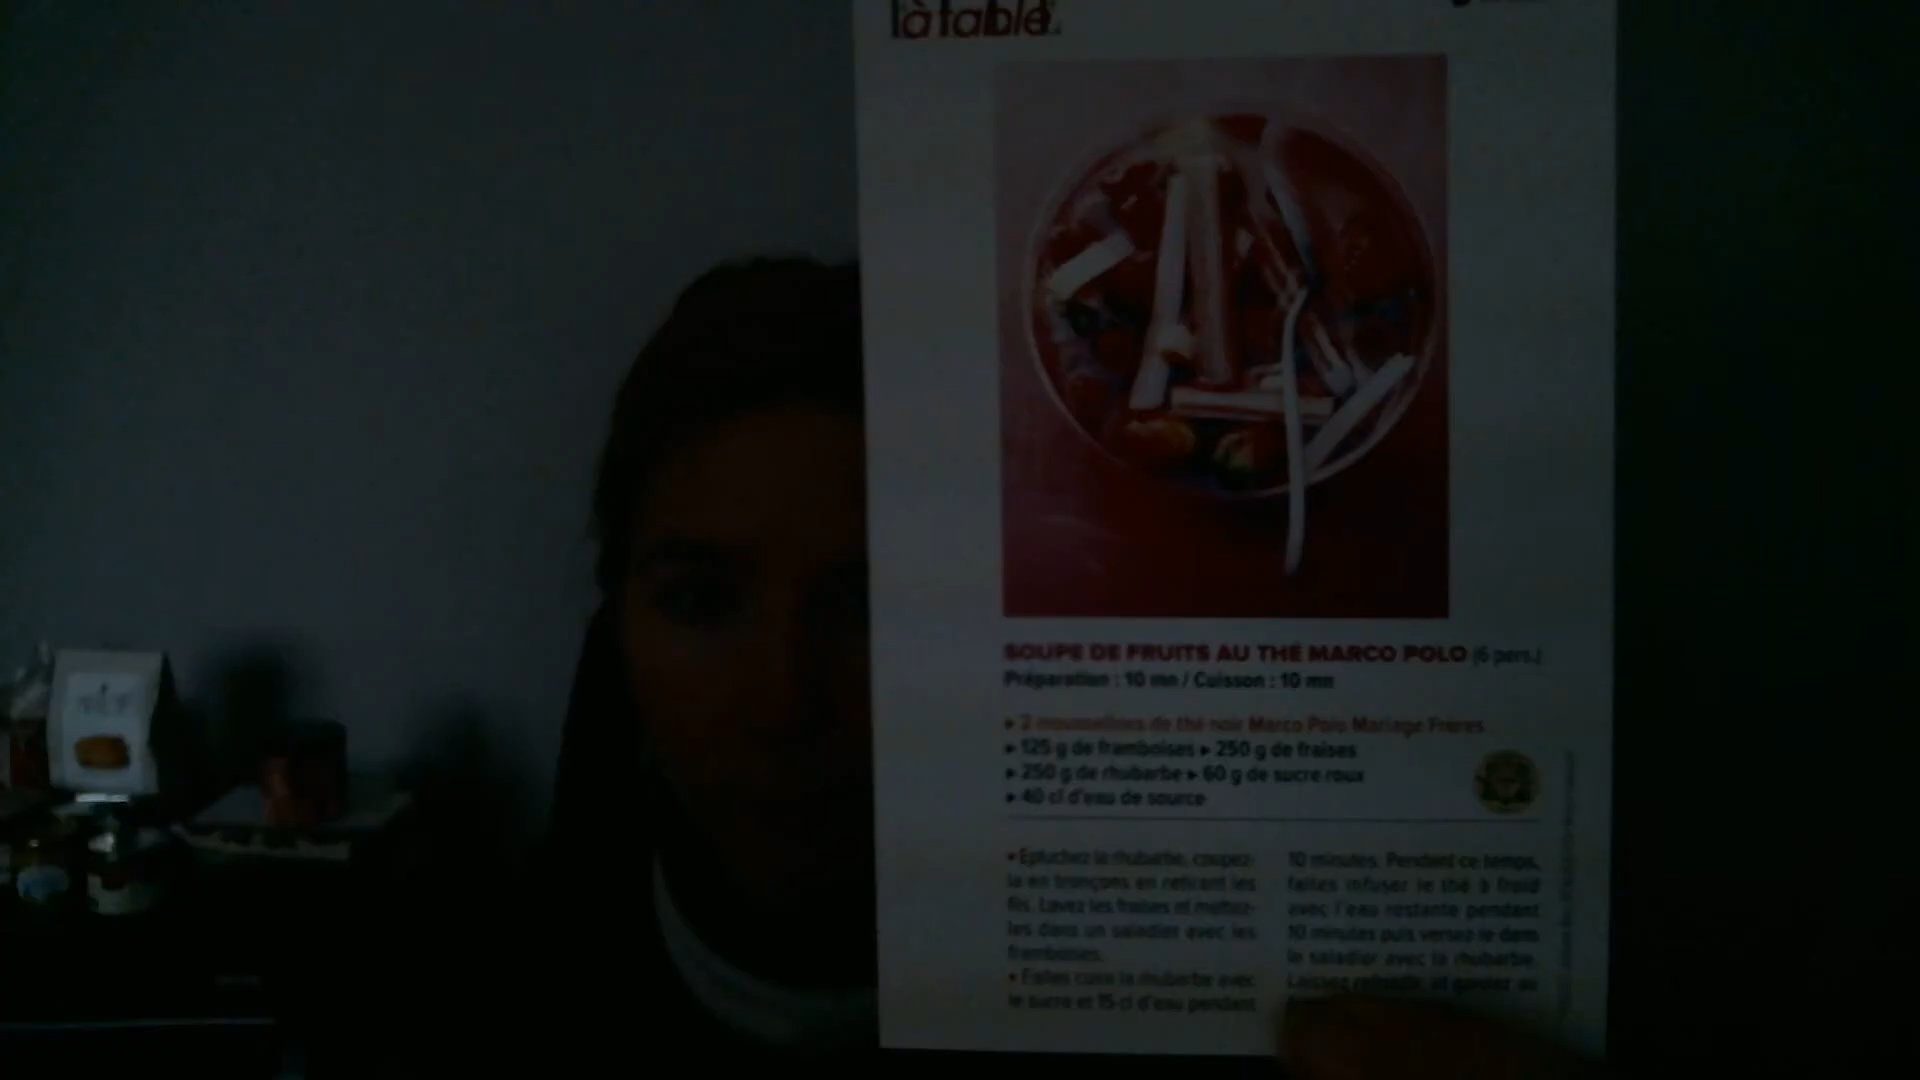 à table
SOUPE DE FRUITS AU THÉ MARCO POLO (6 pers.)
Préparation : 10 mn / Cuisson : 10 mn
▸ 2 mousselines de thé noir Marco Polo Mariage Frères
▸ 125 g de framboises ▸ 250 g de fraises
▸ 250 g de rhubarbe ▸ 60 g de sucre roux
▸ 40 cl d'eau de source
• Epluchez la rhubarbe, coupez-
la en tronçons en retirant les
fils. Lavez les fraises et mettez-
les dans un saladier avec les
framboises.
• Faites cuire la rhubarbe avec
le sucre et 15 cl d'eau pendant
10 minutes. Pendant ce temps,
faites infuser le thé à froid
avec l'eau restante pendant
10 minutes puis versez-le dans
le saladier avec la rhubarbe.
Laissez refroidir et garder au